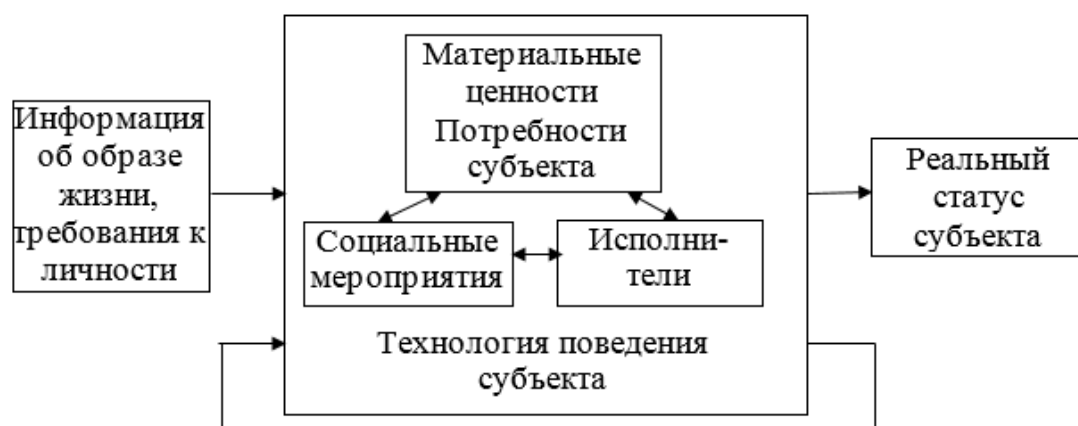 Информация
об образе
жизни,
требования к
личности
Материальные
ценности
Потребности
субъекта
Социальные
мероприятия
Исполни-
тели
Технология поведения
субъекта
Реальный
статус
субъекта